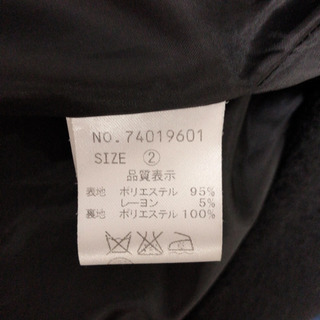 NO.74019601
SIZE ②
品質表示
表地 ポリエステル 95%
レーヨン 5%
裏地 ポリエステル 100%